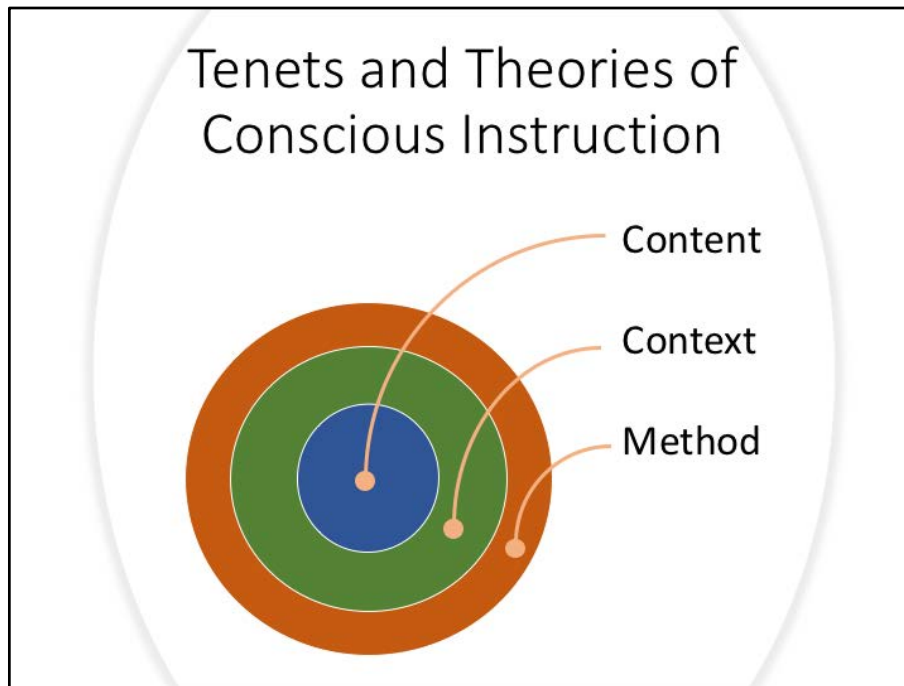 Tenets and Theories of
Conscious Instruction
Content
Context
Method